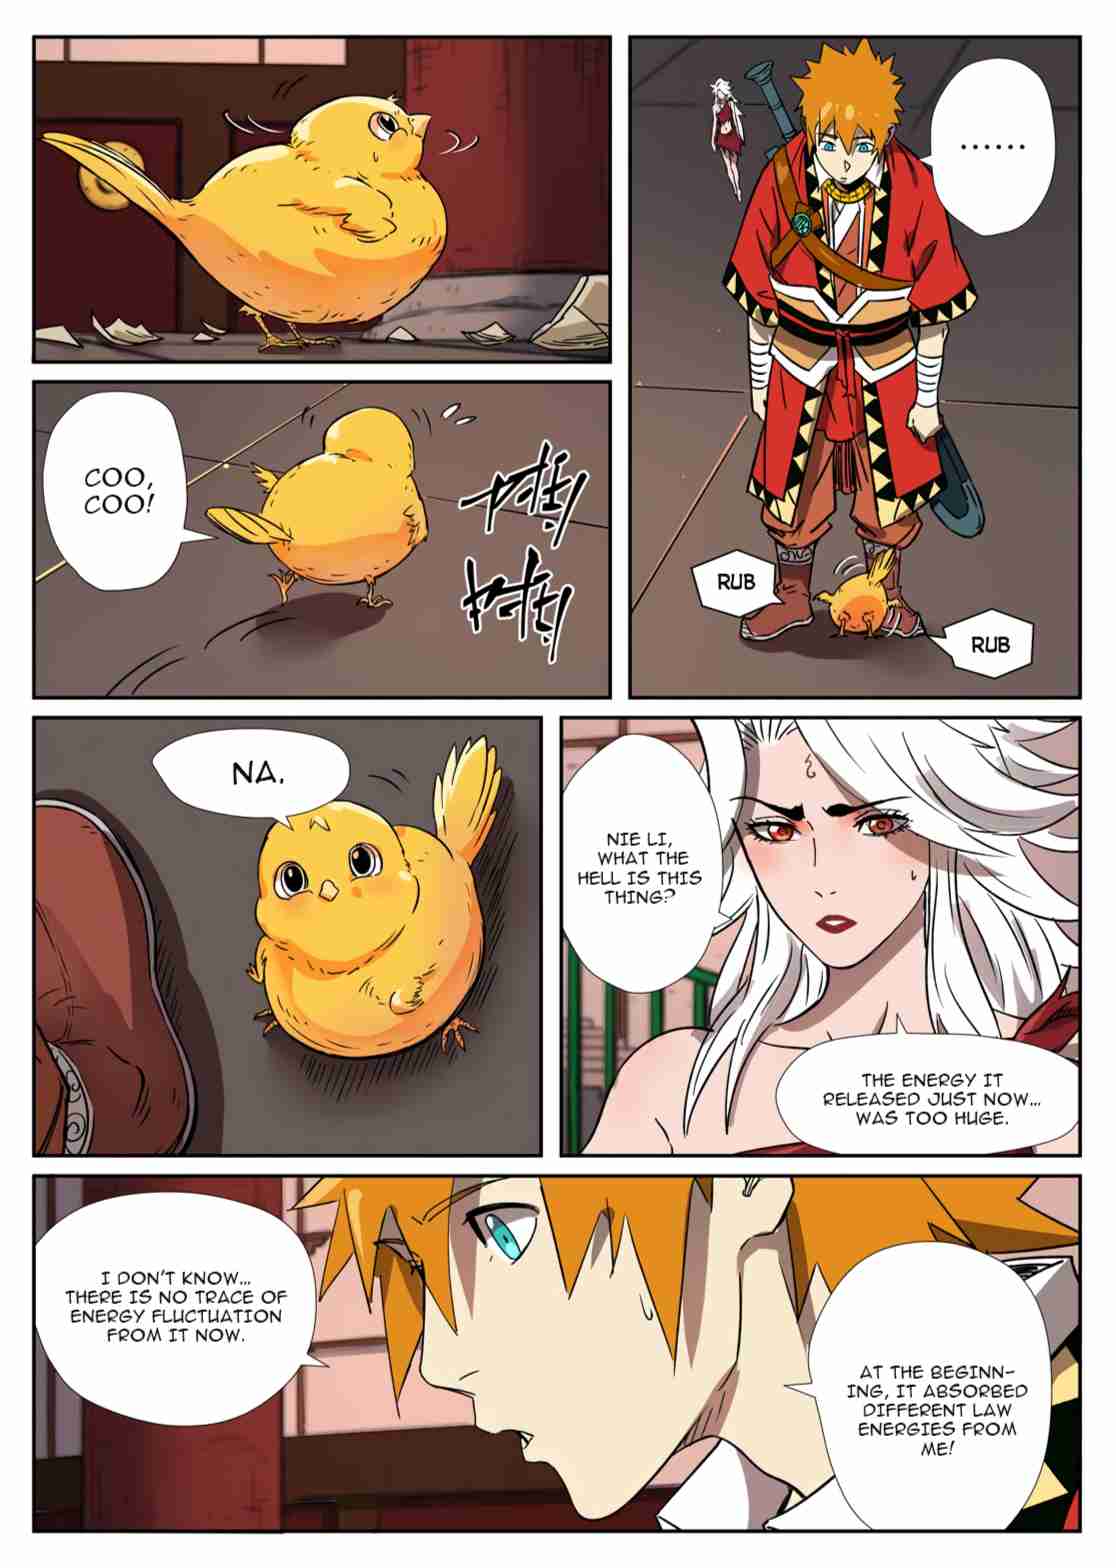 ......
COO,
COO!
RUB
RUB
NA.
NIE LI,
WHAT THE
HELL IS THIS
THING?
THE ENERGY IT
RELEASED JUST NOW...
WAS TOO HUGE.
I DON'T KNOW...
THERE IS NO TRACE OF
ENERGY FLUCTUATION
FROM IT NOW.
AT THE BEGINN-
ING, IT ABSORBED
DIFFERENT LAW
ENERGIES FROM
ME!